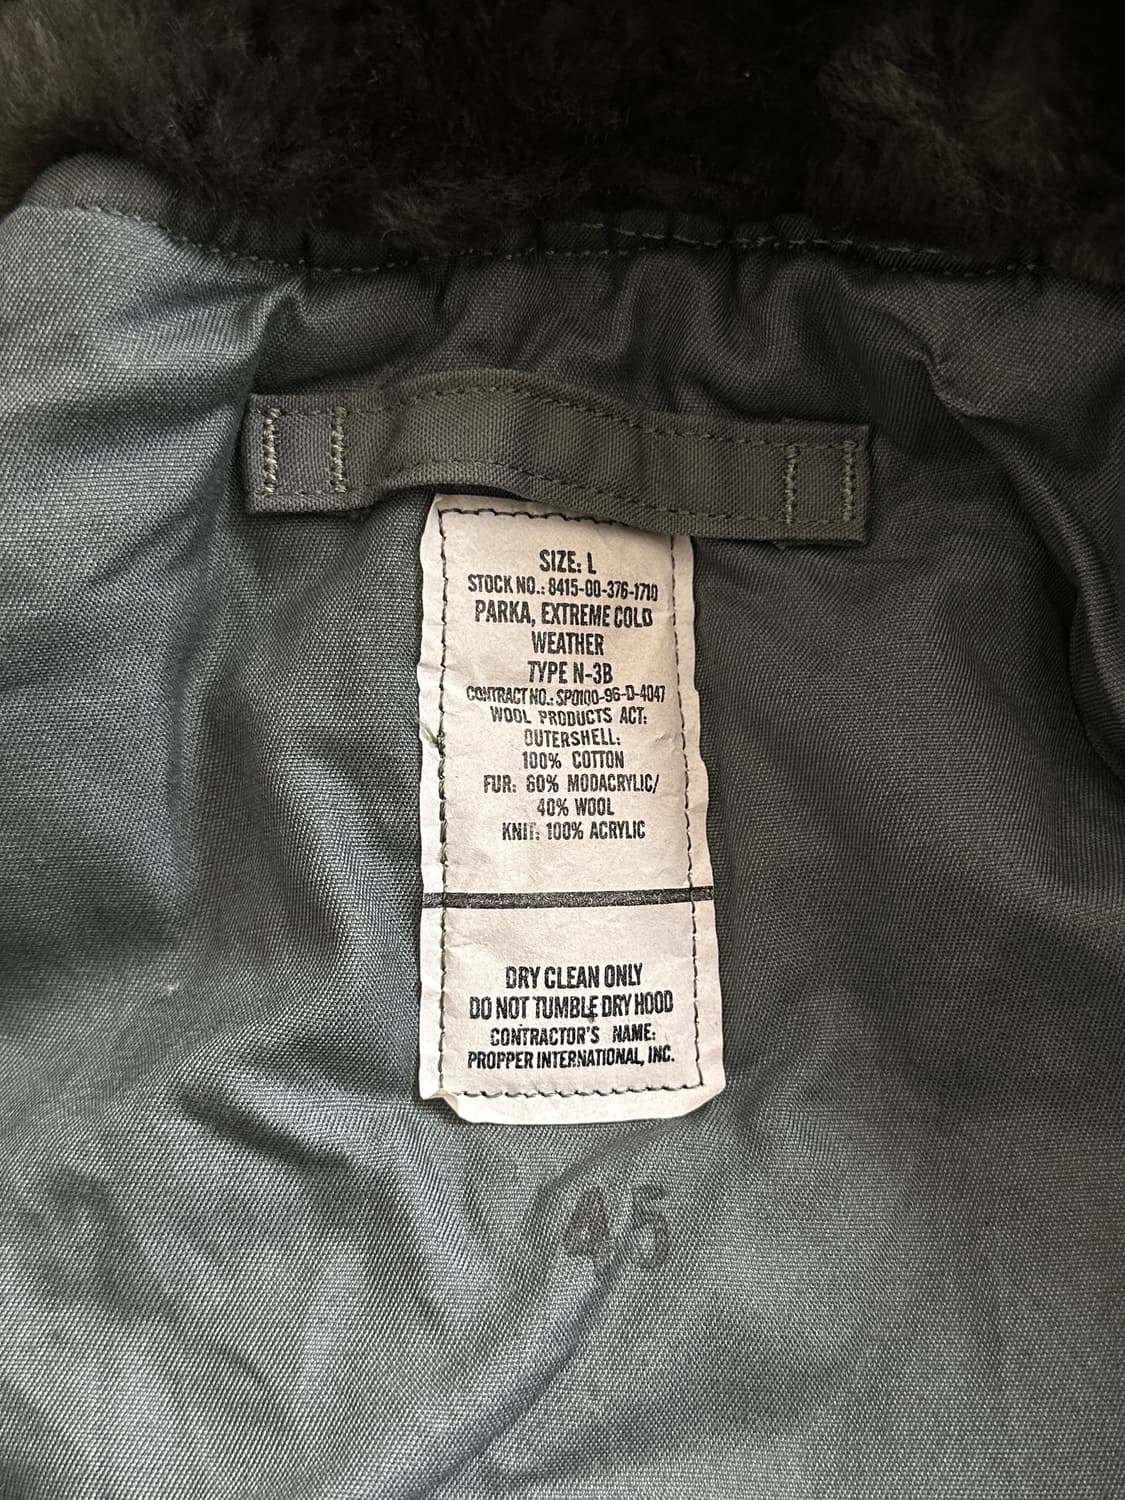 SIZE: L
STOCK NO.: 8415-00-376-1710
PARKA, EXTREME COLD
WEATHER
TYPE N-3B
CONTRACT NO.: SPO100-96-D-4047
WOOL PRODUCTS ACT:
OUTERSHELL:
100% COTTON
FUR: 60% MODACRYLIC/
40% WOOL
KNIT: 100% ACRYLIC
DRY CLEAN ONLY
DO NOT TUMBLE DRY HOOD
CONTRACTOR'S NAME:
PROPPER INTERNATIONAL, INC.
45